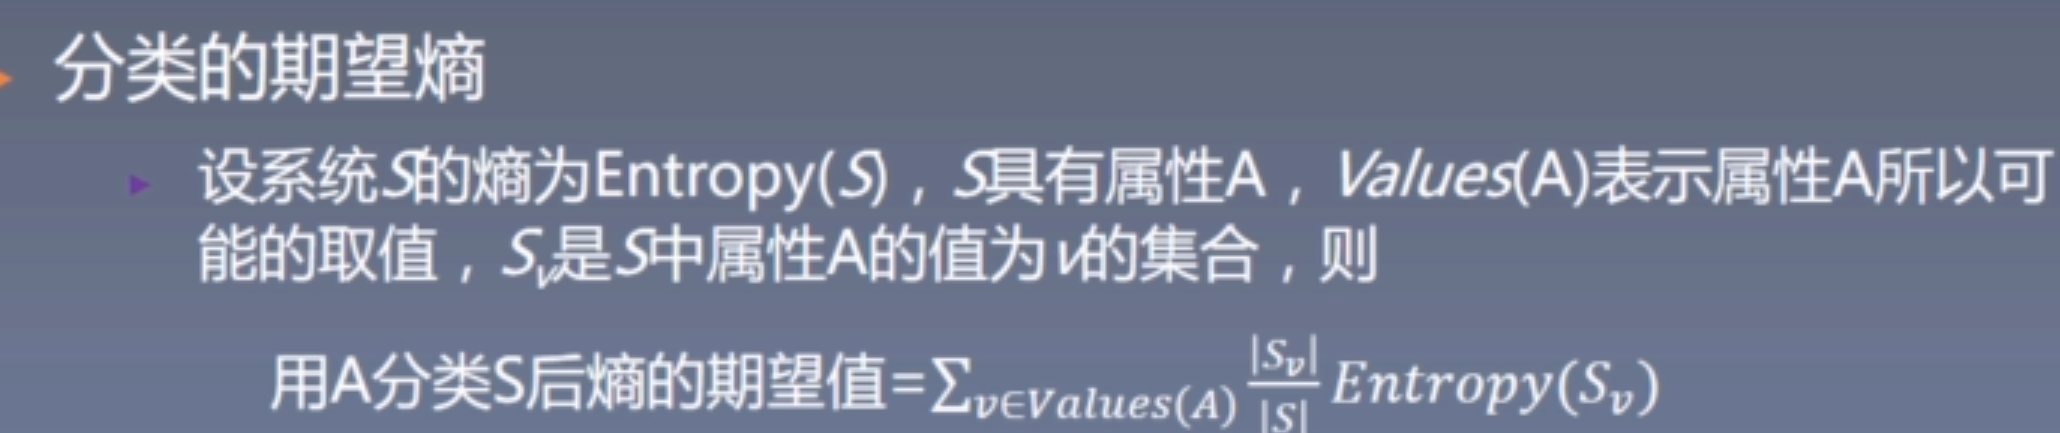 分类的期望熵
设系统S的熵为Entropy(S)，S具有属性A，Values(A)表示属性A所以可
能的取值，Sᵥ是S中属性A的值为v的集合，则
用A分类S后熵的期望值=∑_{v∈Values(A)} |Sᵥ|/|S| Entropy(Sᵥ)